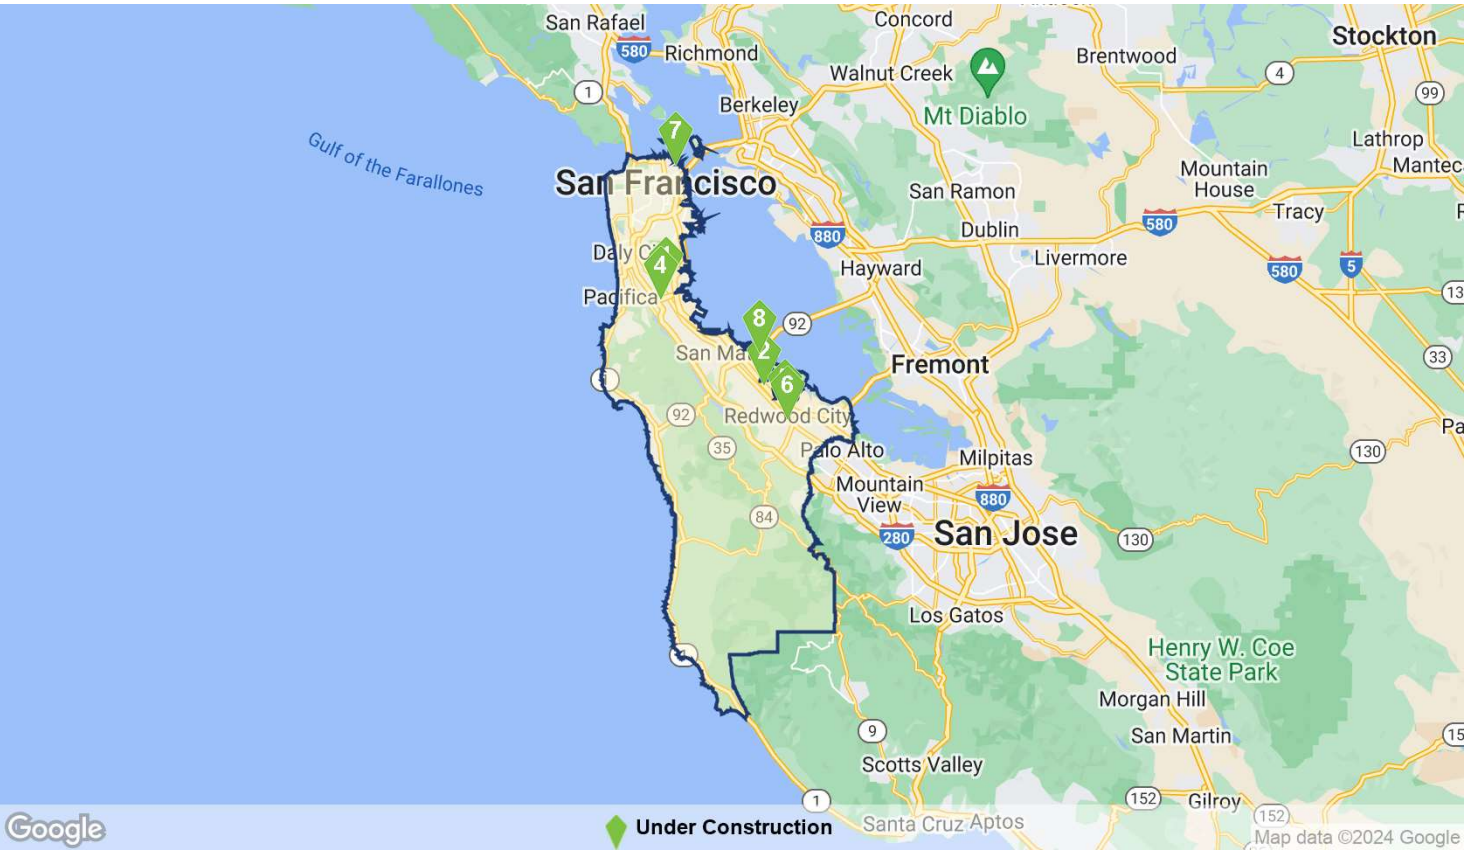 San Rafael
Concord
Stockton
580
Richmond
Brentwood
Walnut Creek
4
1
99
Berkeley
Mt Diablo
7
Lathrop
Gulf of the Farallones
Mountain
House
Manteca
San Francisco
San Ramon
Tracy
580
Dublin
880
Daly City
Livermore
4
Hayward
580
5
Pacifica
8
92
San Mateo
2
33
Fremont
6
92
Redwood City
35
Palo Alto
130
Milpitas
Mountain
View
880
84
280
San Jose
130
Los Gatos
Henry W. Coe
State Park
Morgan Hill
9
San Martin
Scotts Valley
1
152
Gilroy
Google
Under Construction
Santa Cruz
Aptos
152
Map data ©2024 Google